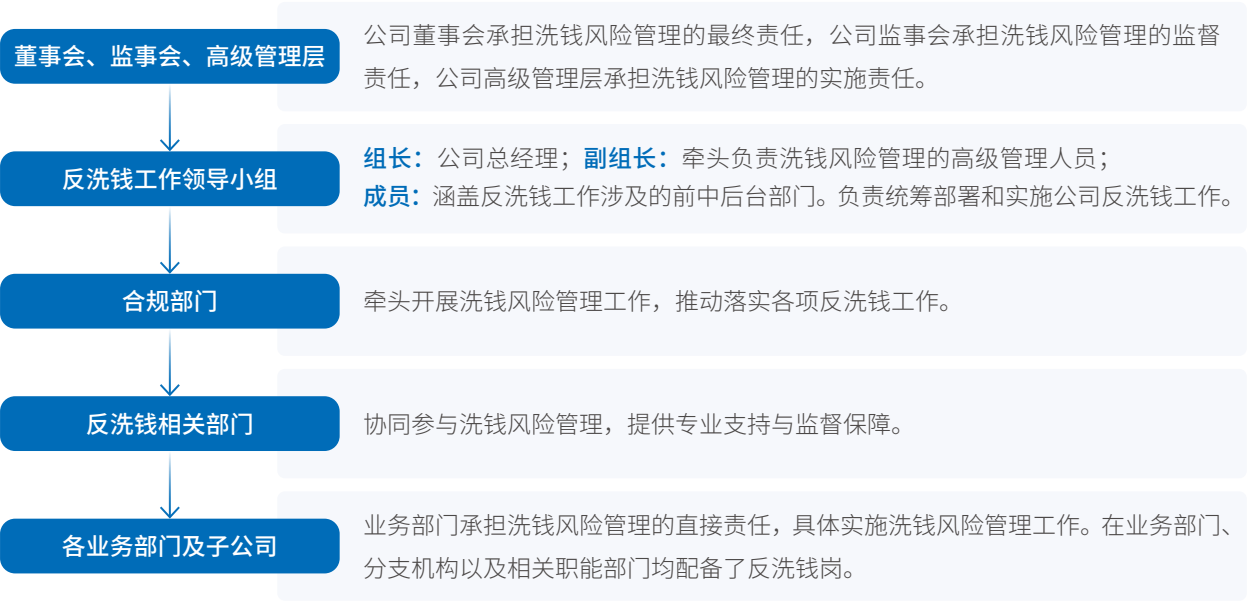 董事会、监事会、高级管理层
公司董事会承担洗钱风险管理的最终责任，公司监事会承担洗钱风险管理的监督
责任，公司高级管理层承担洗钱风险管理的实施责任。
反洗钱工作领导小组
组长：公司总经理；副组长：牵头负责洗钱风险管理的高级管理人员；
成员：涵盖反洗钱工作涉及的前中后台部门。负责统筹部署和实施公司反洗钱工作。
合规部门
牵头开展洗钱风险管理工作，推动落实各项反洗钱工作。
反洗钱相关部门
协同参与洗钱风险管理，提供专业支持与监督保障。
各业务部门及子公司
业务部门承担洗钱风险管理的直接责任，具体实施洗钱风险管理工作。在业务部门、
分支机构以及相关职能部门均配备了反洗钱岗。